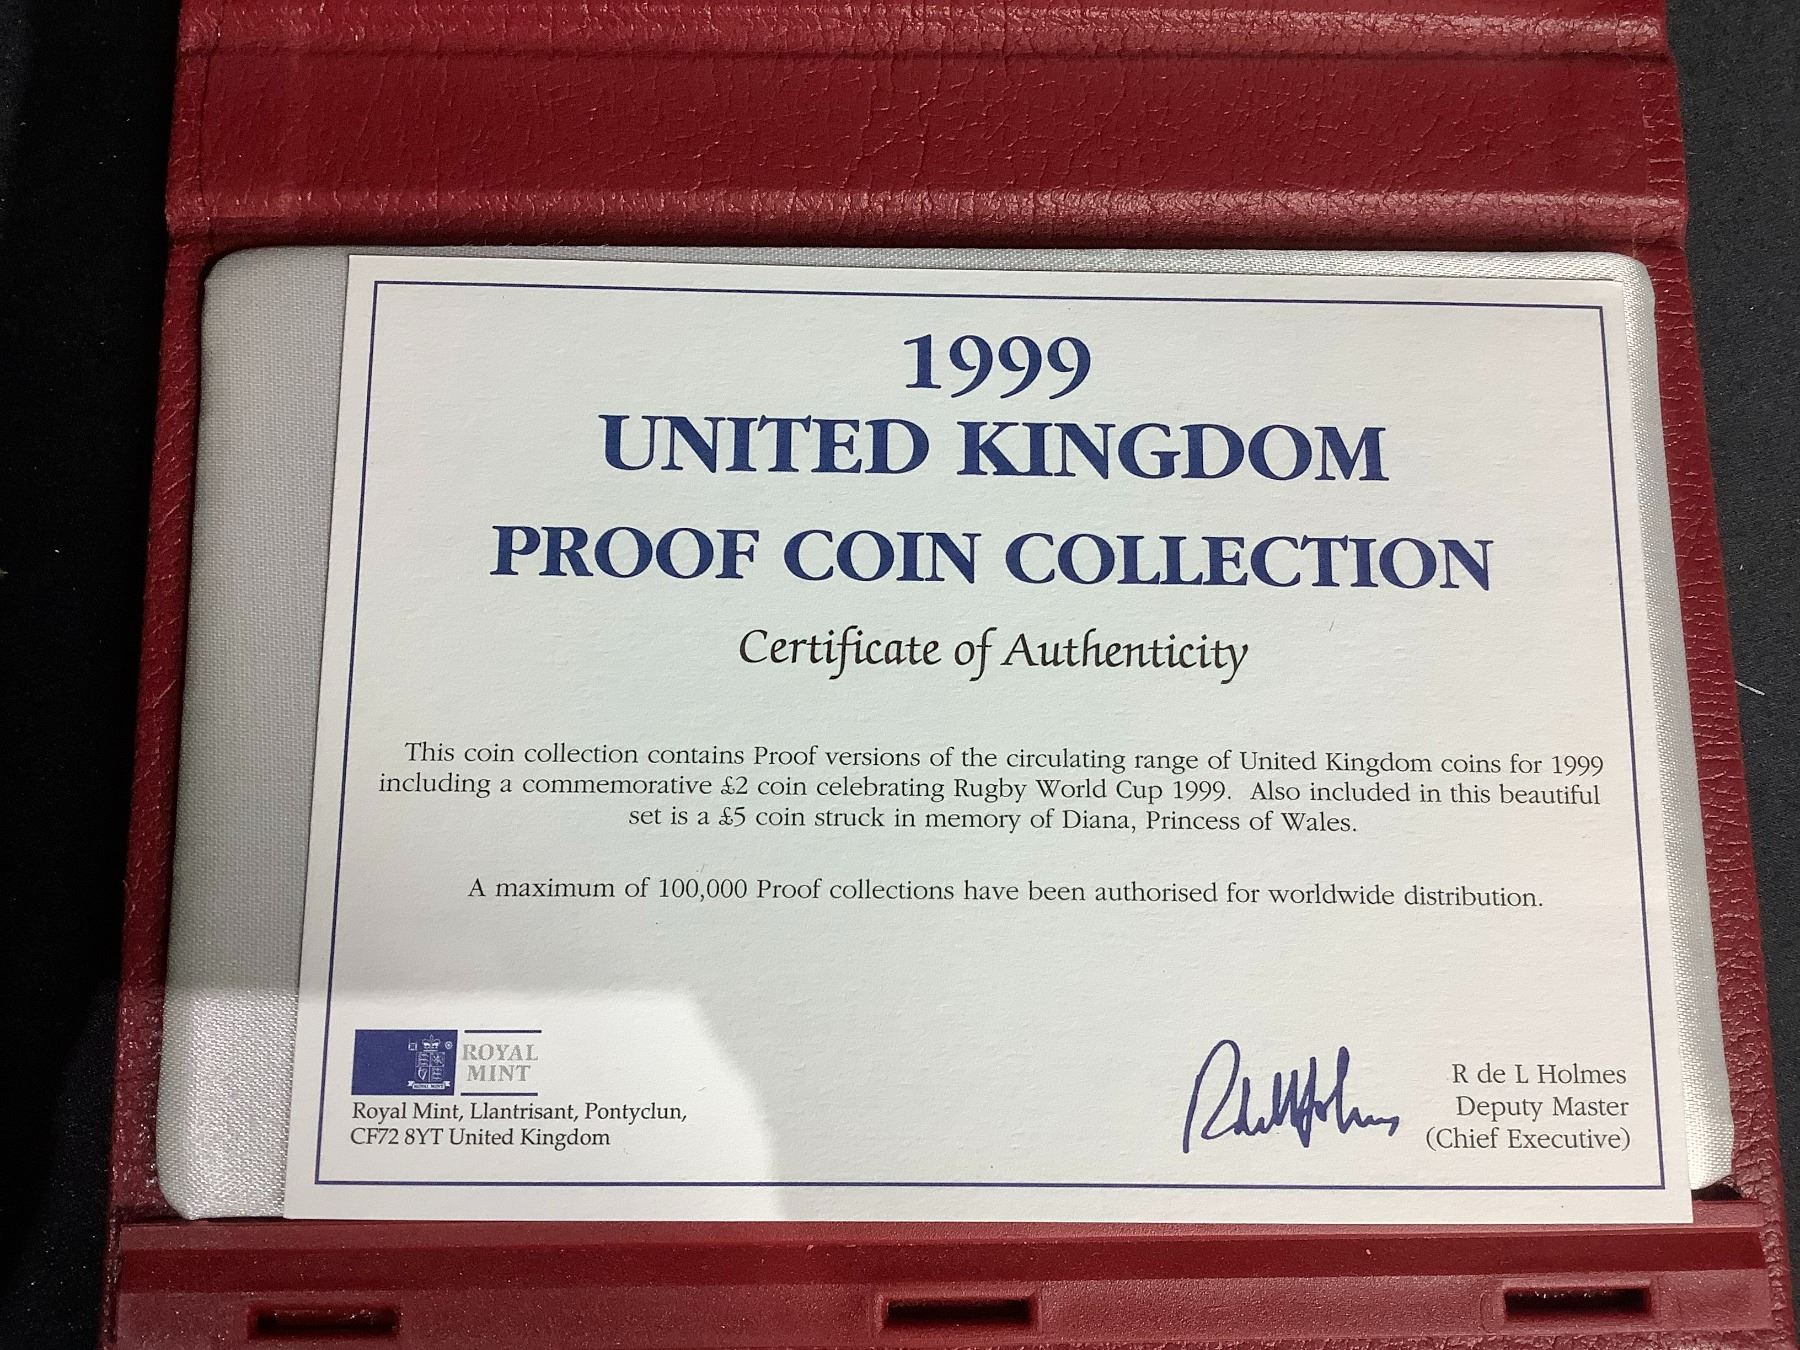 1999
UNITED KINGDOM
PROOF COIN COLLECTION
Certificate of Authenticity
This coin collection contains Proof versions of the circulating range of United Kingdom coins for 1999
including a commemorative £2 coin celebrating Rugby World Cup 1999. Also included in this beautiful
set is a £5 coin struck in memory of Diana, Princess of Wales.
A maximum of 100,000 Proof collections have been authorised for worldwide distribution.
ROYAL
MINT
Royal Mint, Llantrisant, Pontyclun,
CF72 8YT United Kingdom
R de L Holmes
R de L Holmes
Deputy Master
(Chief Executive)